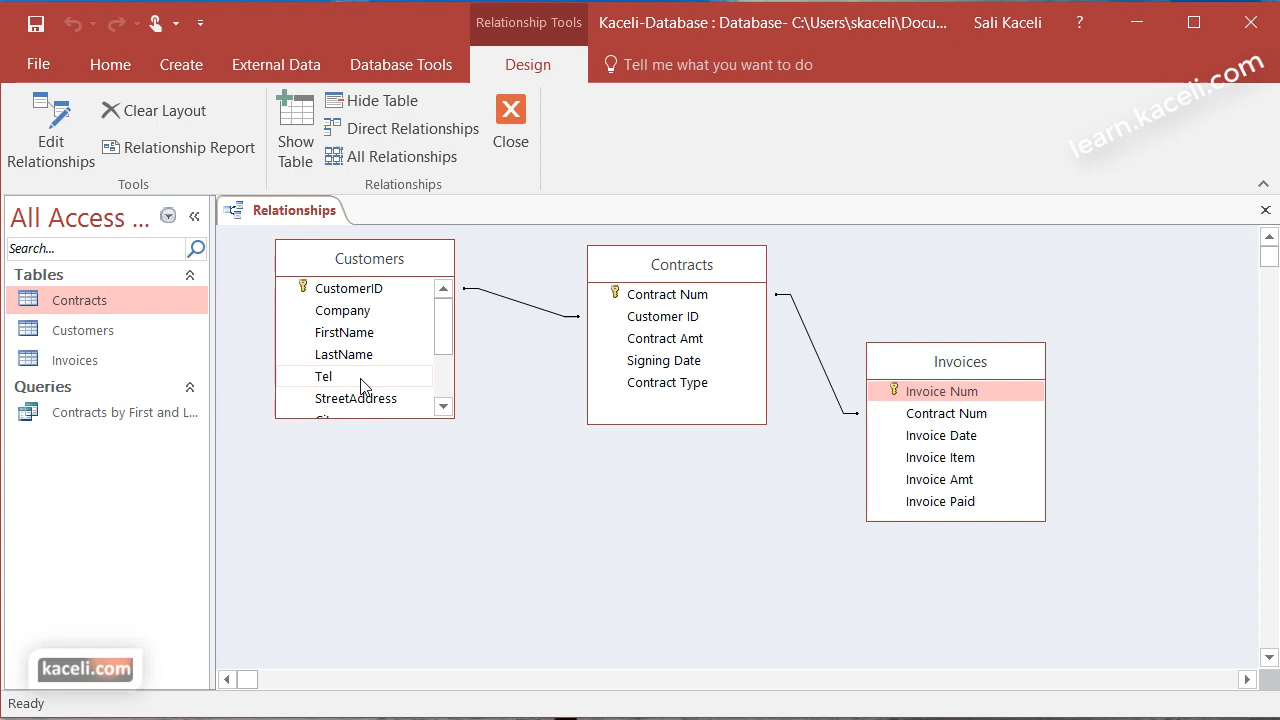 Relationship Tools
Kaceli-Database : Database- C:\Users\skaceli\Docu...
Sali Kaceli
?
File
Home
Create
External Data
Database Tools
Design
Tell me what you want to do
learn.kaceli.com
Edit
Relationships
Clear Layout
Relationship Report
Tools
Show
Table
Hide Table
Direct Relationships
All Relationships
Relationships
Close
All Access ...
Search...
Tables
Contracts
Customers
Invoices
Queries
Contracts by First and L...
Relationships
Customers
CustomerID
Company
FirstName
LastName
Tel
StreetAddress
Contracts
Contract Num
Customer ID
Contract Amt
Signing Date
Contract Type
Invoices
Invoice Num
Contract Num
Invoice Date
Invoice Item
Invoice Amt
Invoice Paid
kaceli.com
Ready